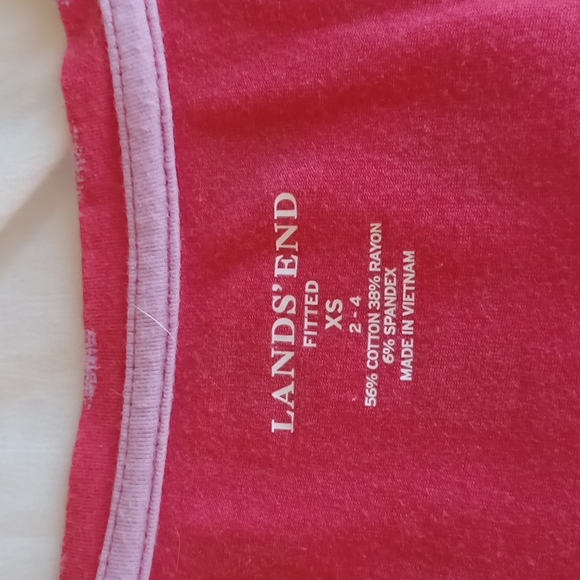 LANDS' END
FITTED
XS
2 - 4
56% COTTON 38% RAYON
6% SPANDEX
MADE IN VIETNAM